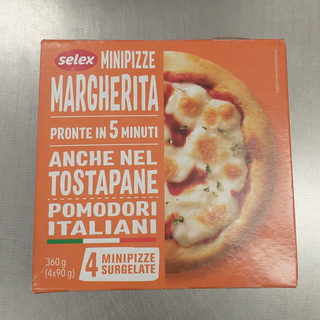 selex MINIPIZZE
MARGHERITA
PRONTE IN 5 MINUTI
ANCHE NEL
TOSTAPANE
POMODORI
ITALIANI
360 g
(4x90 g)
4 MINIPIZZE
SURGELATE